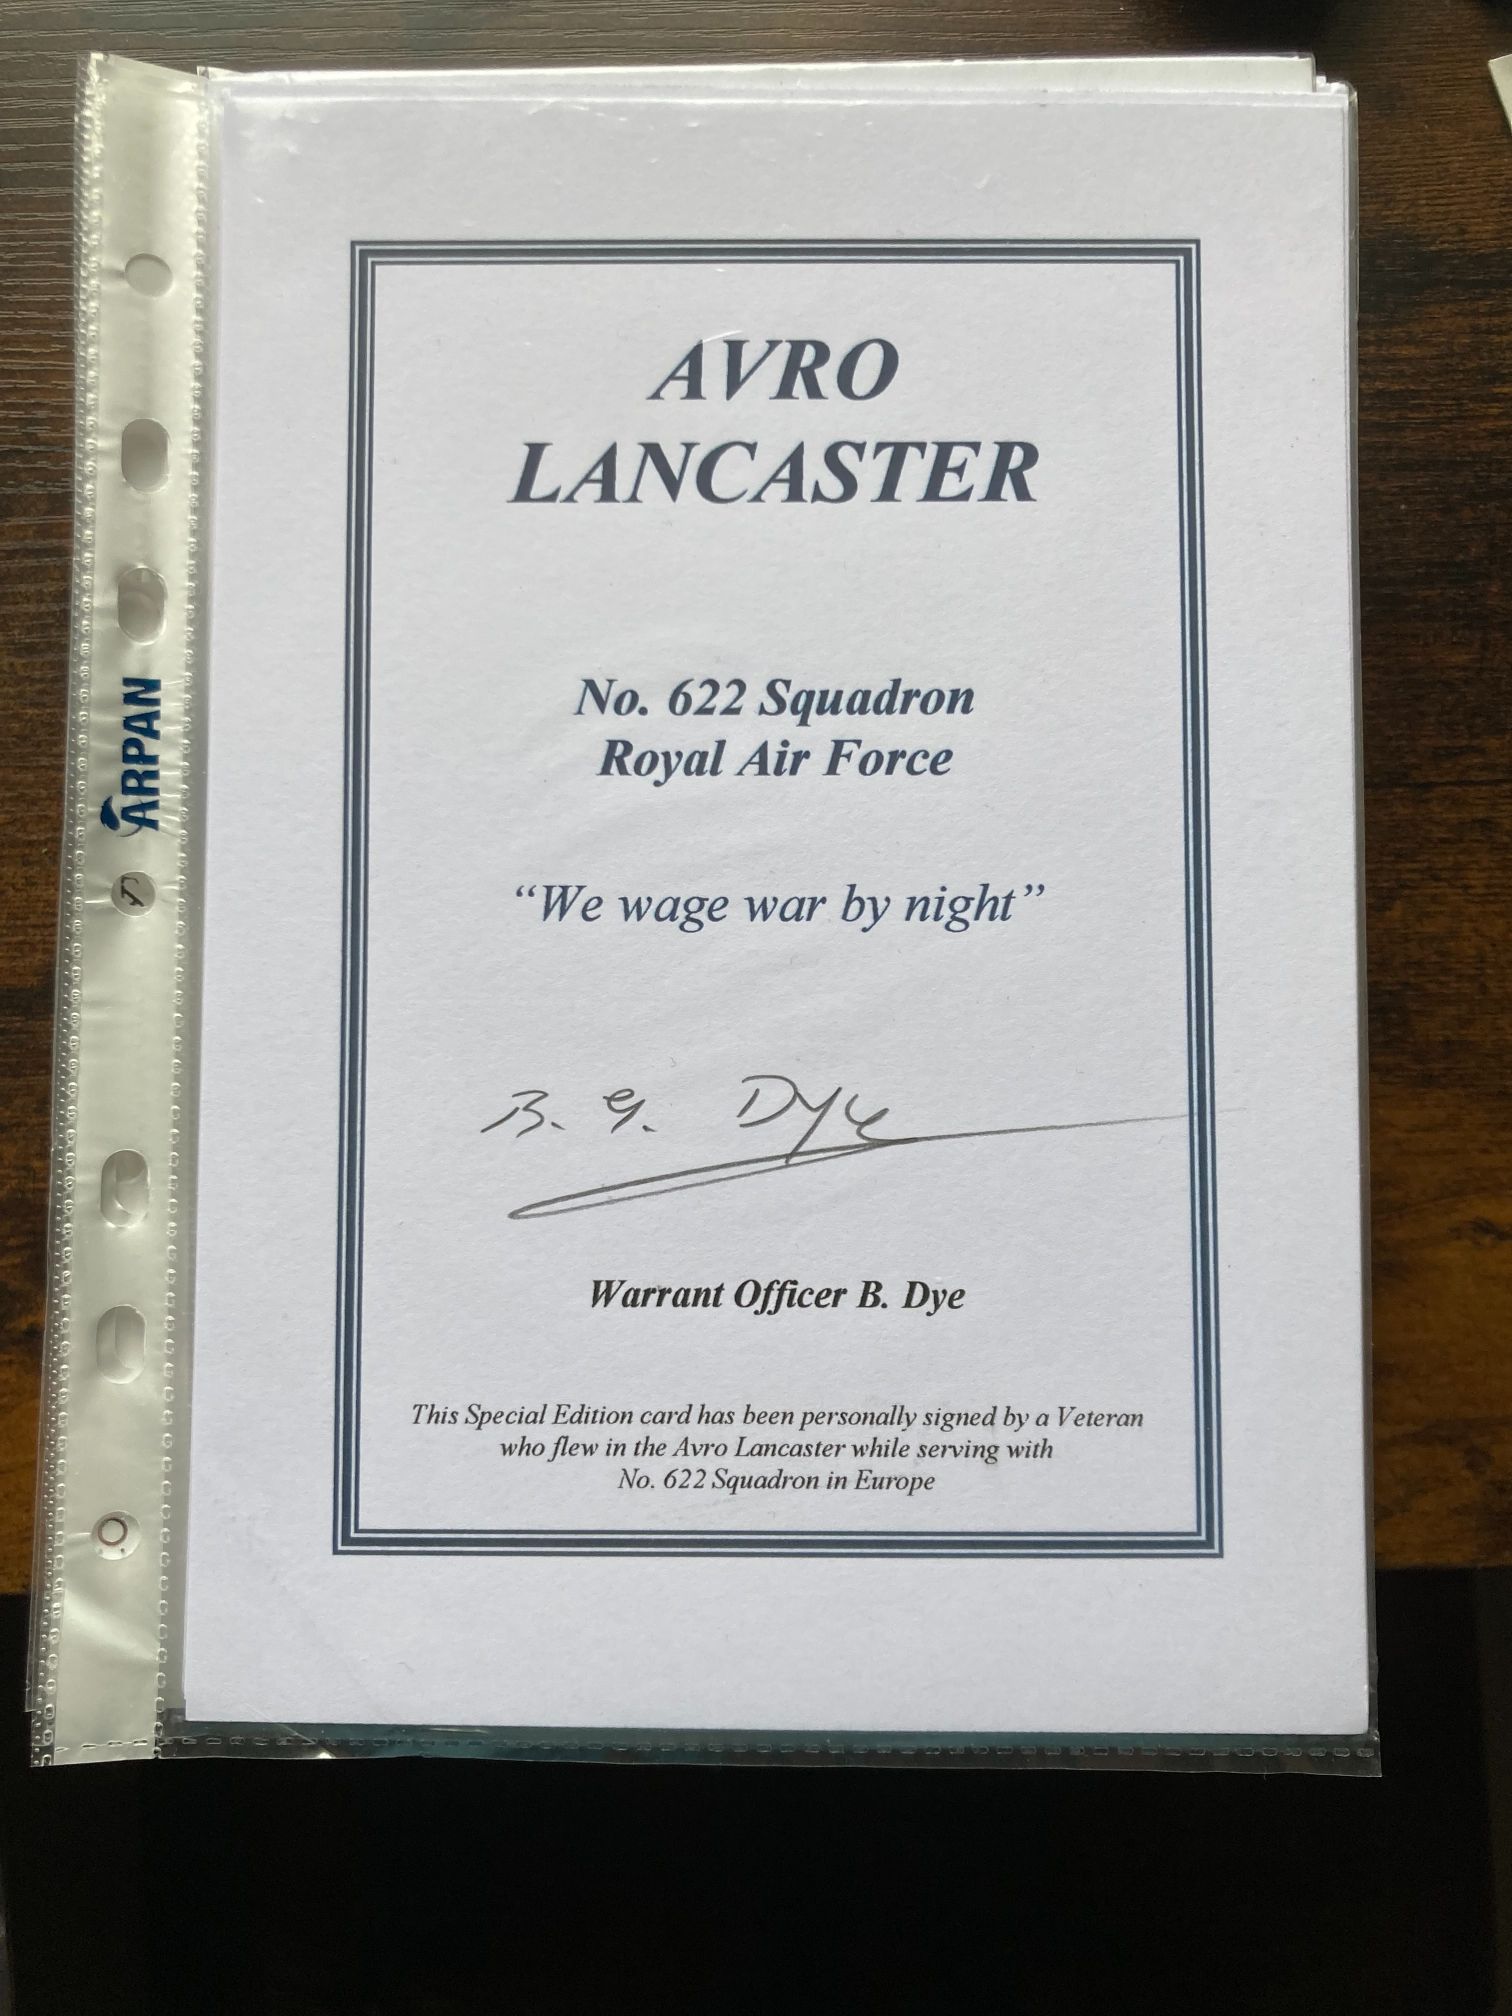 AVRO
LANCASTER
No. 622 Squadron
Royal Air Force
“We wage war by night”
B. G. Dye
Warrant Officer B. Dye
This Special Edition card has been personally signed by a Veteran
who flew in the Avro Lancaster while serving with
No. 622 Squadron in Europe
ARPAN